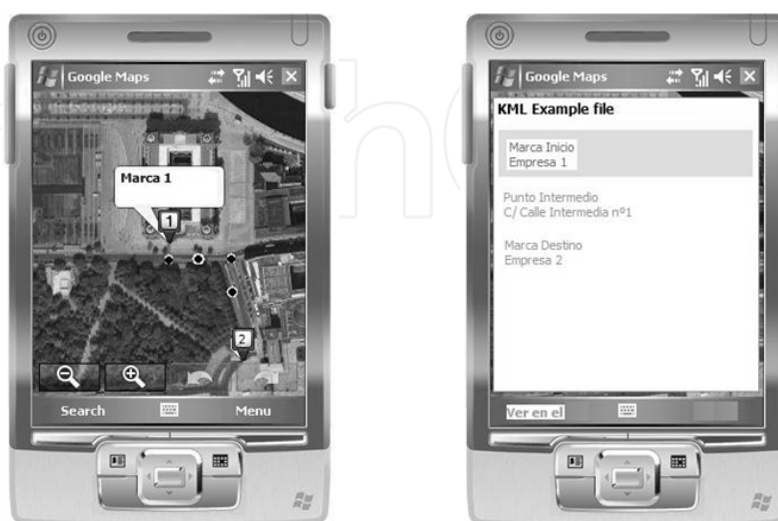 Google Maps
Marca 1
1
2
Search
Menu
Google Maps
KML Example file
Marca Inicio
Empresa 1
Punto Intermedio
C/ Calle Intermedia nº1
Marca Destino
Empresa 2
Ver en el